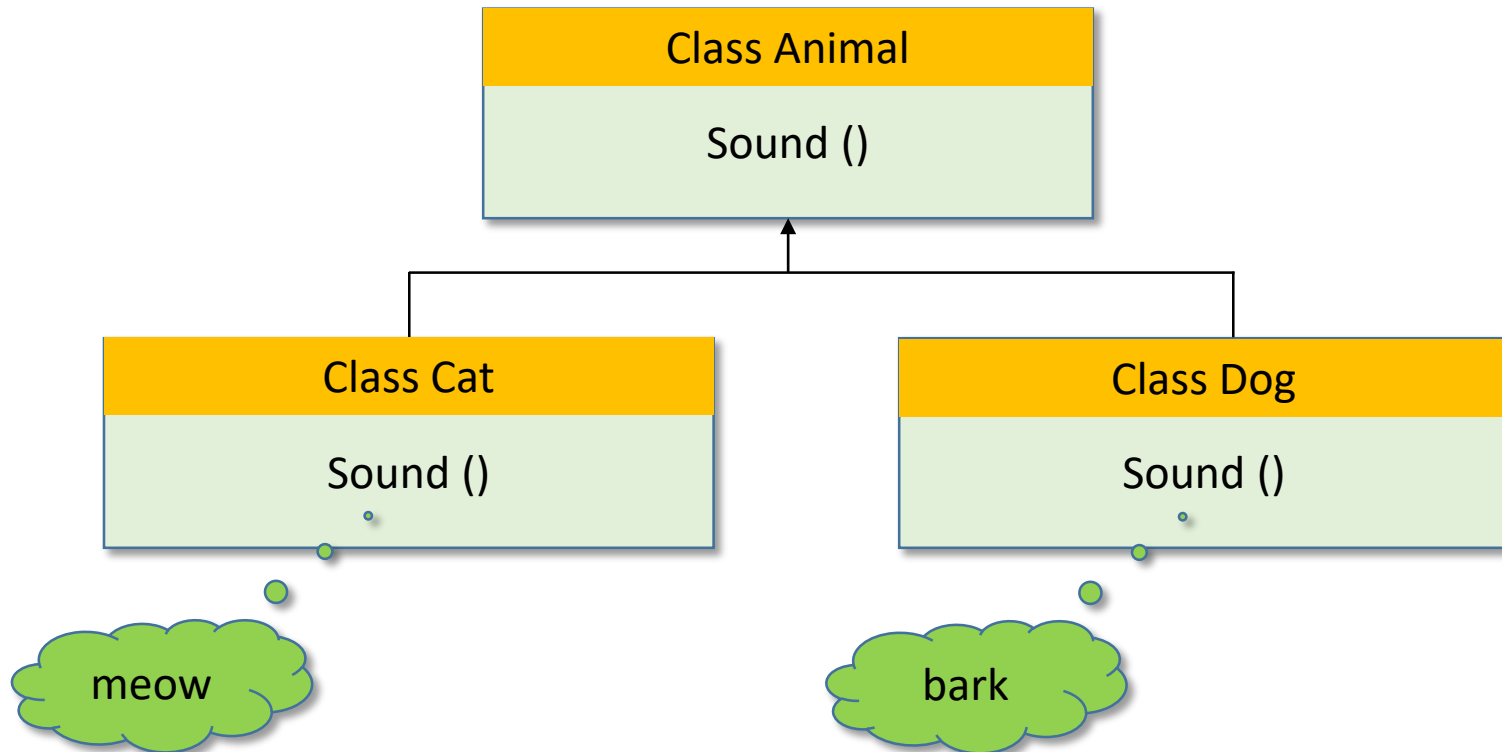 Class Animal
Sound ()
Class Cat
Class Dog
Sound ()
Sound ()
meow
bark